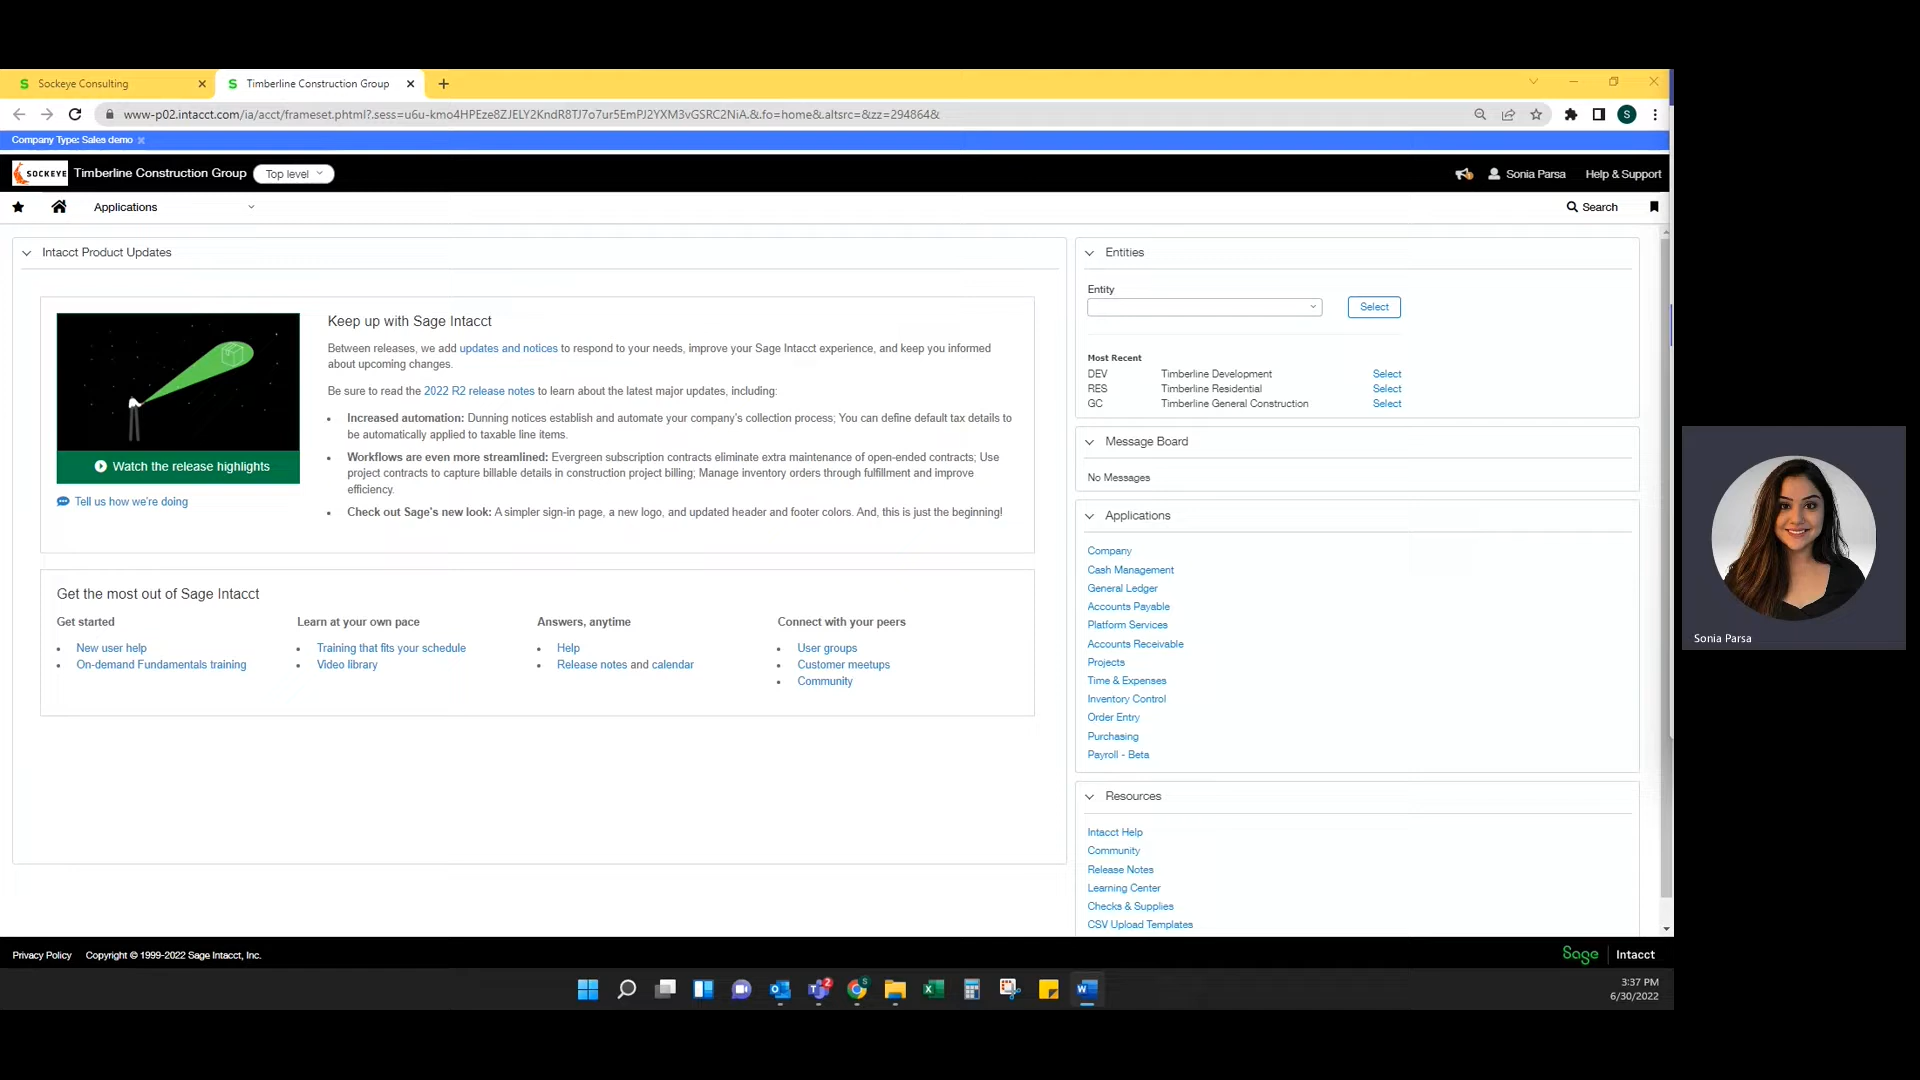 Sockeye Consulting
Timberline Construction Group
www-p02.intacct.com/ia/acct/frameset.phtml?.sess=u6u-kmo4HPEze8ZJELY2KndR8TJ7o7ur5EmPJ2YXM3vGSRC2NiA.&.fo=home&.altsrc=&zz=294864&
S
Company Type: Sales demo
SOCKEYE Timberline Construction Group Top level
Sonia Parsa Help & Support
Applications
Search
Intacct Product Updates
Keep up with Sage Intacct
Between releases, we add updates and notices to respond to your needs, improve your Sage Intacct experience, and keep you informed
about upcoming changes.
Be sure to read the 2022 R2 release notes to learn about the latest major updates, including:
Increased automation: Dunning notices establish and automate your company's collection process; You can define default tax details to
be automatically applied to taxable line items.
Workflows are even more streamlined: Evergreen subscription contracts eliminate extra maintenance of open-ended contracts; Use
project contracts to capture billable details in construction project billing; Manage inventory orders through fulfillment and improve
efficiency.
Check out Sage's new look: A simpler sign-in page, a new logo, and updated header and footer colors. And, this is just the beginning!
Watch the release highlights
Tell us how we're doing
Get the most out of Sage Intacct
Get started
New user help
On-demand Fundamentals training
Learn at your own pace
Training that fits your schedule
Video library
Answers, anytime
Help
Release notes and calendar
Connect with your peers
User groups
Customer meetups
Community
Entities
Entity
Select
Most Recent
DEV Timberline Development Select
RES Timberline Residential Select
GC Timberline General Construction Select
Message Board
No Messages
Applications
Company
Cash Management
General Ledger
Accounts Payable
Platform Services
Accounts Receivable
Projects
Time & Expenses
Inventory Control
Order Entry
Purchasing
Payroll - Beta
Resources
Intacct Help
Community
Release Notes
Learning Center
Checks & Supplies
CSV Upload Templates
Privacy Policy Copyright © 1999-2022 Sage Intacct, Inc.
Sage Intacct
3:37 PM
6/30/2022
Sonia Parsa